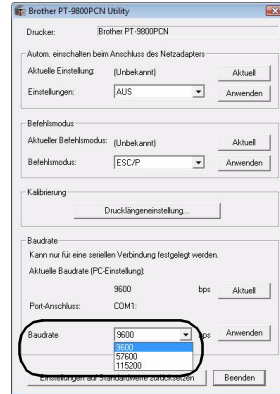 Brother PT-9800PCN Utility
Drucker: Brother PT-9800PCN
Autom. einschalten beim Anschluss des Netzadapters
Aktuelle Einstellung: (Unbekannt) Aktuell
Einstellungen: AUS Anwenden
Befehlsmodus
Aktueller Befehlsmodus: (Unbekannt) Aktuell
Befehlsmodus: ESC/P Anwenden
Kalibrierung
Drucklängeneinstellung...
Baudrate
Kann nur für eine seriellen Verbindung festgelegt werden.
Aktuelle Baudrate (PC-Einstellung):
9600 bps Aktuell
Port-Anschluss: COM1:
Baudrate 9600 bps Anwenden
9600
57600
115200
Einstellungen auf Standardwerte zurücksetzen Beenden